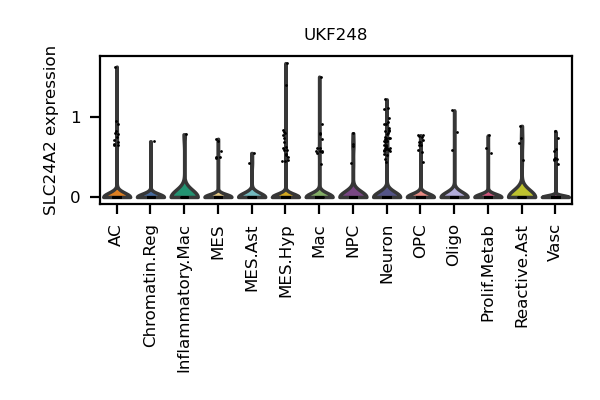 UKF248
SLC24A2 expression
1
0
AC
Chromatin.Reg
Inflammatory.Mac
MES
MES.Ast
MES.Hyp
Mac
NPC
Neuron
OPC
Oligo
Prolif.Metab
Reactive.Ast
Vasc